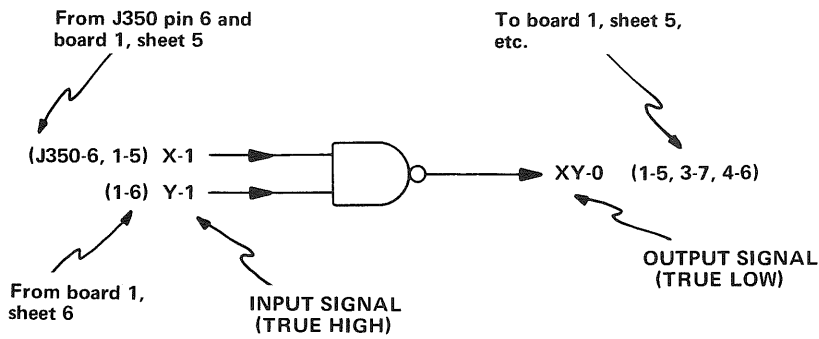 From J350 pin 6 and
board 1, sheet 5
To board 1, sheet 5,
etc.
(J350-6, 1-5) X-1
XY-0 (1-5, 3-7, 4-6)
(1-6) Y-1
From board 1,
sheet 6
INPUT SIGNAL
(TRUE HIGH)
OUTPUT SIGNAL
(TRUE LOW)